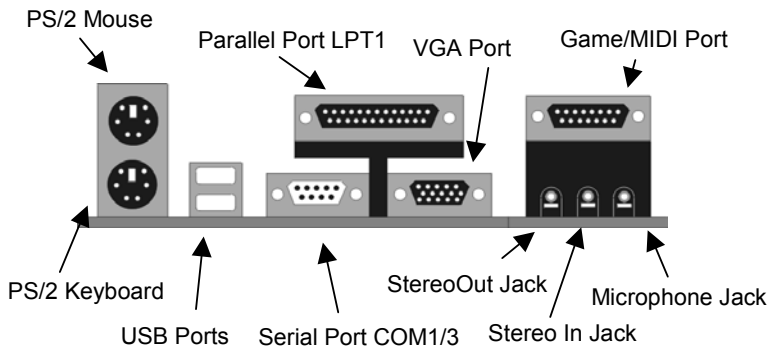 PS/2 Mouse
Parallel Port LPT1
VGA Port
Game/MIDI Port
PS/2 Keyboard
USB Ports
Serial Port COM1/3
StereoOut Jack
Stereo In Jack
Microphone Jack